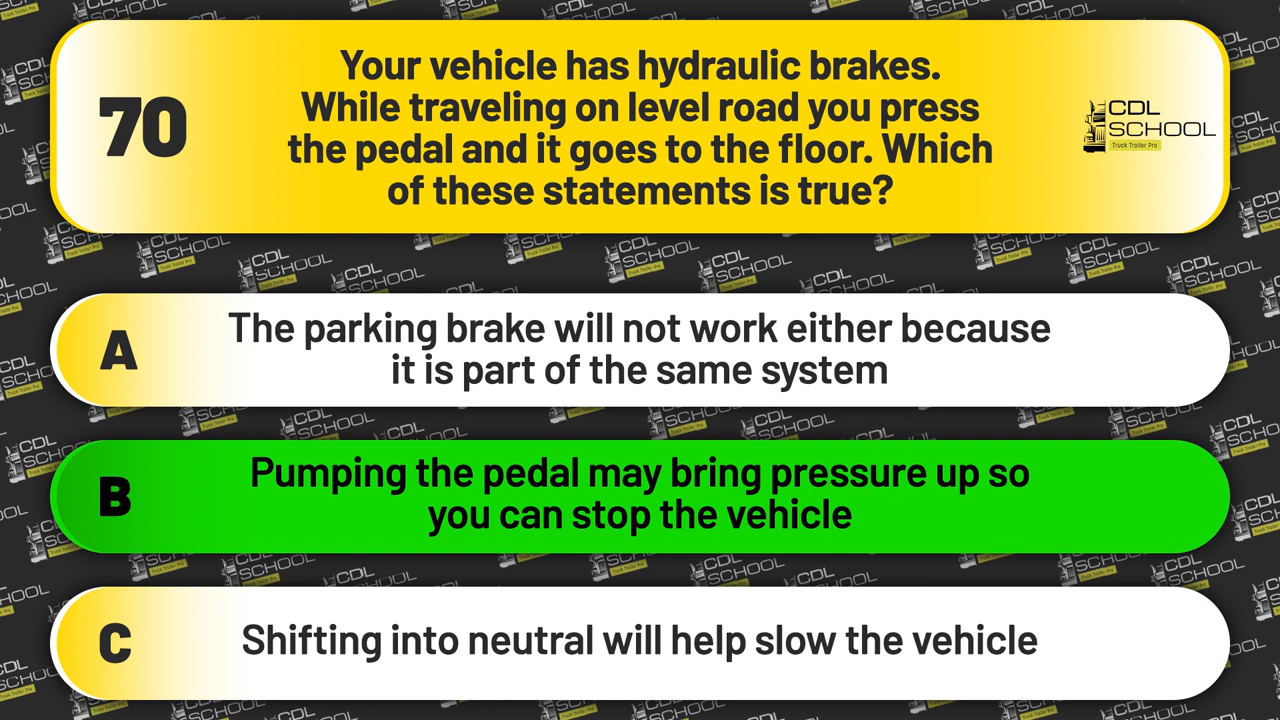 70
Your vehicle has hydraulic brakes.
While traveling on level road you press
the pedal and it goes to the floor. Which
of these statements is true?
CDL
SCHOOL
Truck Trailer Pro
A
The parking brake will not work either because
it is part of the same system
B
Pumping the pedal may bring pressure up so
you can stop the vehicle
C
Shifting into neutral will help slow the vehicle